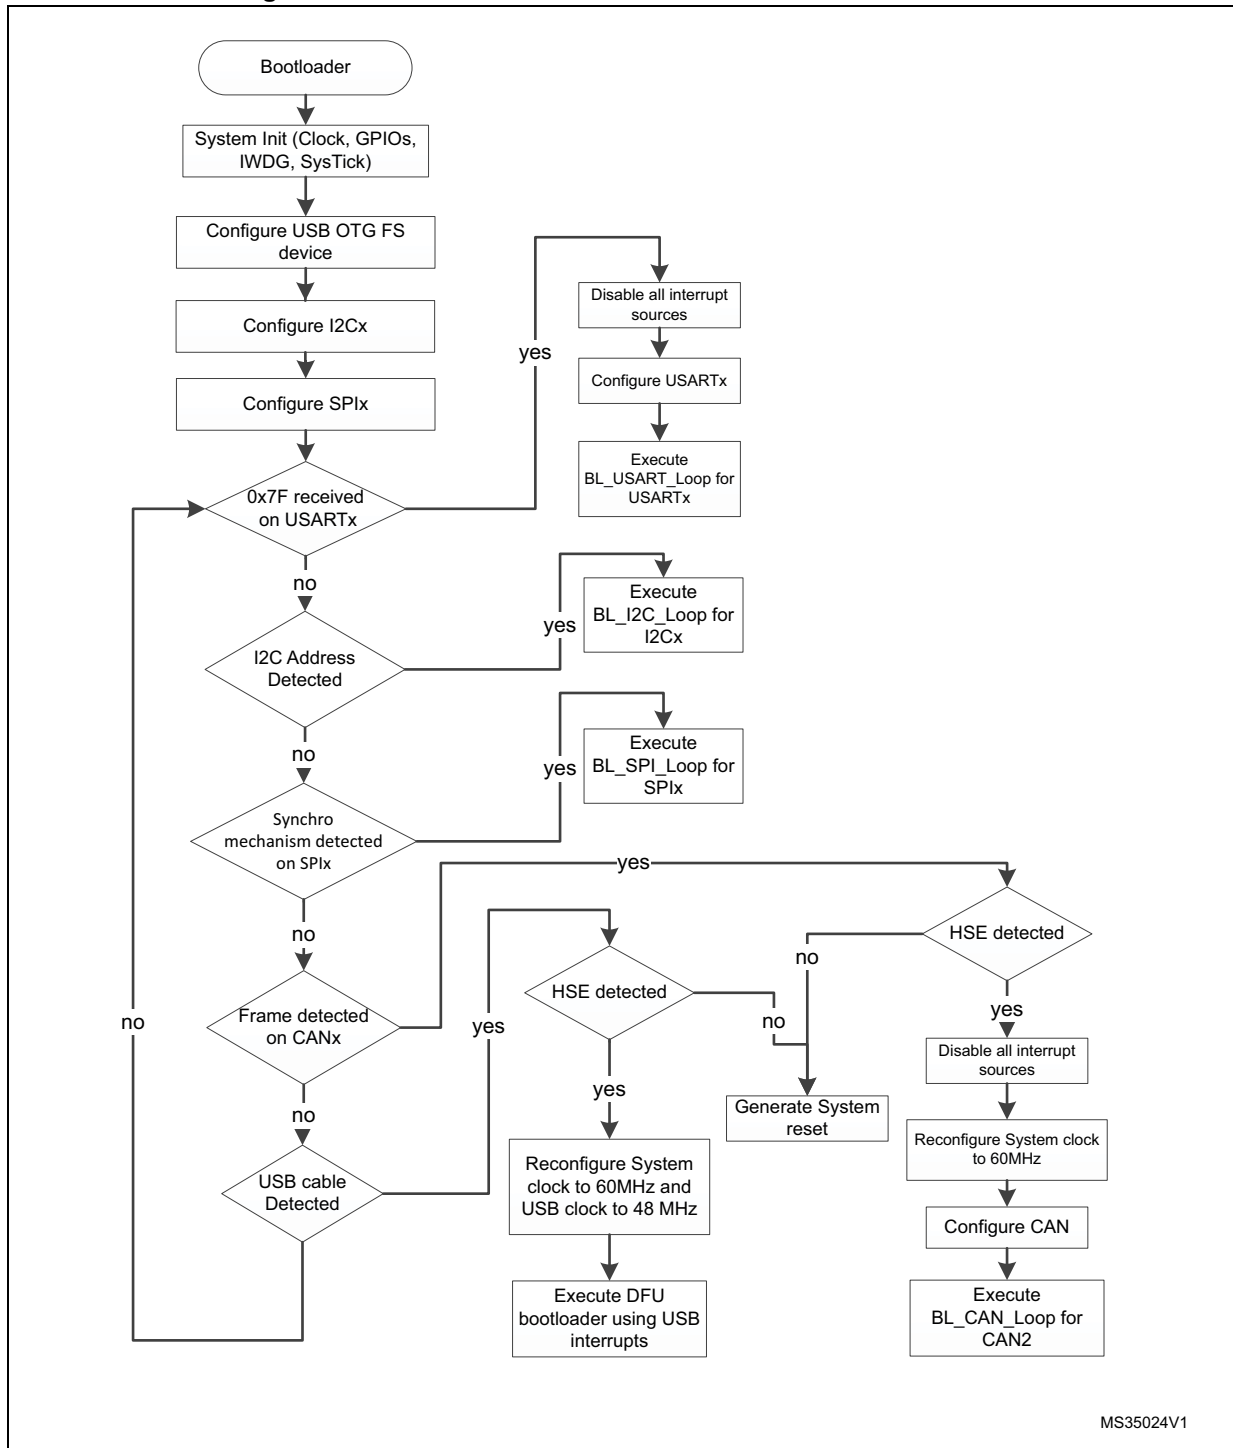 Bootloader
System Init (Clock, GPIOs,
IWDG, SysTick)
Configure USB OTG FS
device
Configure I2Cx
Configure SPIx
0x7F received
on USARTx
yes
Disable all interrupt
sources
Configure USARTx
Execute
BL_USART_Loop for
USARTx
no
I2C Address
Detected
yes
Execute
BL_I2C_Loop for
I2Cx
no
Synchro
mechanism detected
on SPIx
yes
Execute
BL_SPI_Loop for
SPIx
no
Frame detected
on CANx
yes
HSE detected
no
yes
Disable all interrupt
sources
Reconfigure System clock
to 60MHz
Configure CAN
Execute
BL_CAN_Loop for
CAN2
no
USB cable
Detected
yes
HSE detected
no
Generate System
reset
yes
Reconfigure System
clock to 60MHz and
USB clock to 48 MHz
Execute DFU
bootloader using USB
interrupts
no
MS35024V1